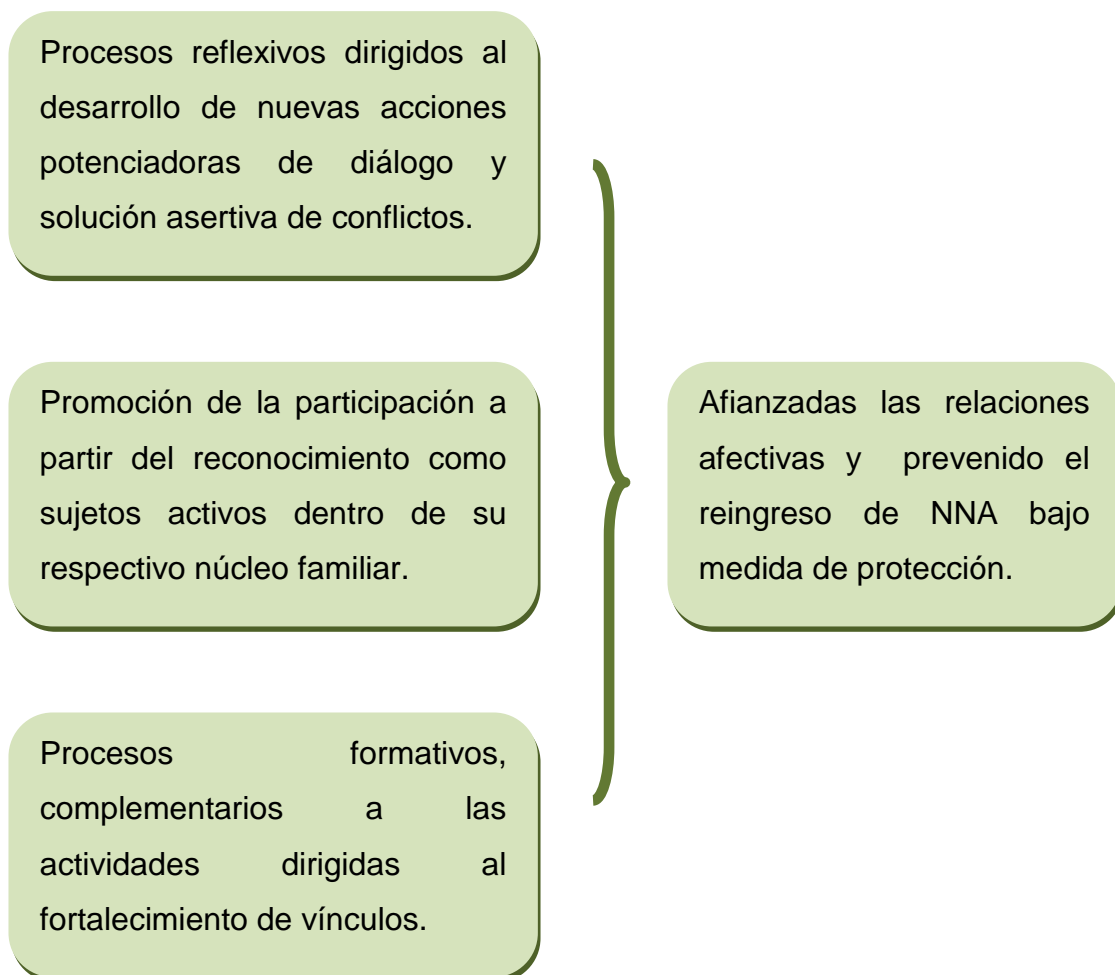 Procesos reflexivos dirigidos al
desarrollo de nuevas acciones
potenciadoras de diálogo y
solución asertiva de conflictos.
Promoción de la participación a
partir del reconocimiento como
sujetos activos dentro de su
respectivo núcleo familiar.
Procesos formativos,
complementarios a las
actividades dirigidas al
fortalecimiento de vínculos.
Afianzadas las relaciones
afectivas y prevenido el
reingreso de NNA bajo
medida de protección.